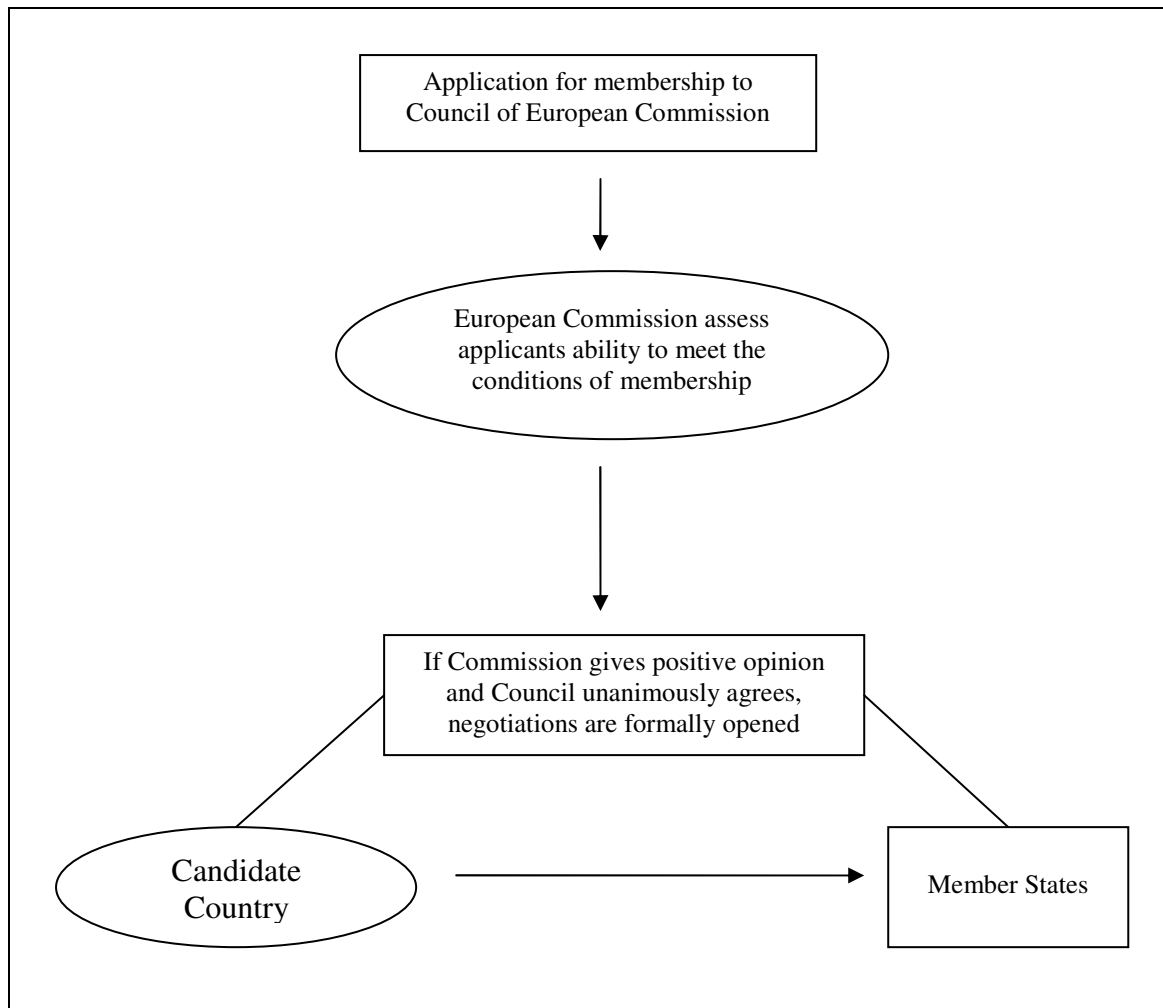 Application for membership to
Council of European Commission
European Commission assess
applicants ability to meet the
conditions of membership
If Commission gives positive opinion
and Council unanimously agrees,
negotiations are formally opened
Candidate
Country
Member States